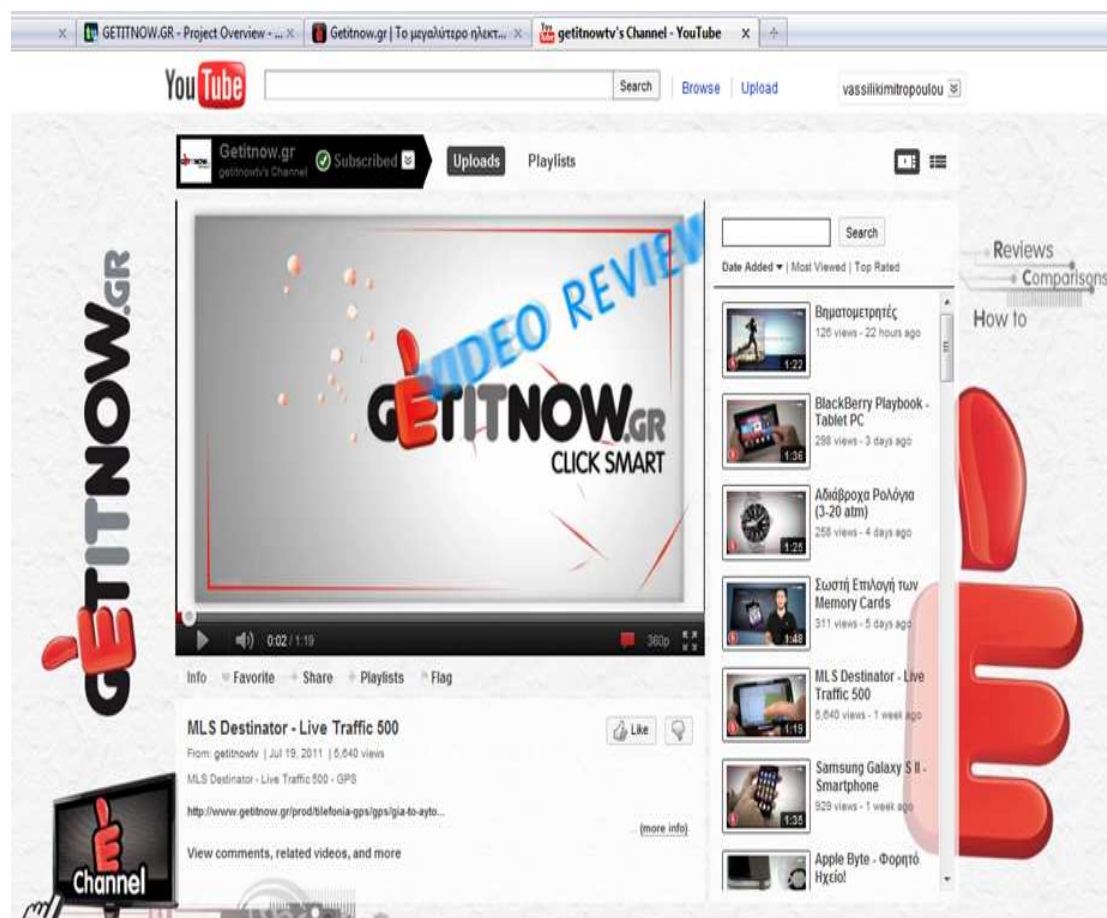 GETITNOW.GR - Project Overview - ...
Getitnow.gr | Το μεγαλύτερο ηλεκτ...
getitnowtv's Channel - YouTube
YouTube
Search
Browse
Upload
vassilikimitropoulou
Getitnow.gr
getitnowtv's Channel
Subscribed
Uploads
Playlists
GETITNOW.GR
VIDEO REVIEW
GETITNOW.GR
CLICK SMART
0:02 / 1:19
360p
Info
Favorite
Share
Playlists
Flag
MLS Destinator - Live Traffic 500
Like
From: getitnowtv | Jul 19, 2011 | 5,640 views
MLS Destinator - Live Traffic 500 - GPS
http://www.getitnow.gr/prod/tilefonia-gps/gps/gia-to-ayto...
(more info)
View comments, related videos, and more
Search
Date Added ▾ | Most Viewed | Top Rated
Βηματομετρητές
126 views - 22 hours ago
1:22
BlackBerry Playbook -
Tablet PC
298 views - 3 days ago
1:36
Αδιάβροχα Ρολόγια
(3-20 atm)
258 views - 4 days ago
1:25
Σωστή Επιλογή των
Memory Cards
311 views - 5 days ago
1:48
MLS Destinator - Live
Traffic 500
5,640 views - 1 week ago
1:19
Samsung Galaxy S II -
Smartphone
929 views - 1 week ago
1:35
Apple Byte - Φορητό
Ηχείο!
Reviews
Comparisons
How to
Channel